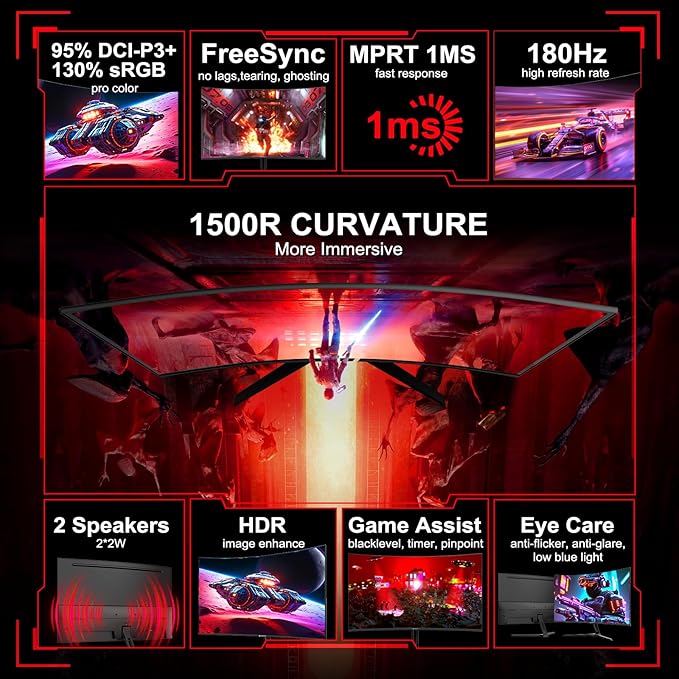 95% DCI-P3+
130% sRGB
pro color
FreeSync
no lags,tearing, ghosting
MPRT 1MS
fast response
1ms
180Hz
high refresh rate
1500R CURVATURE
More Immersive
2 Speakers
2*2W
HDR
image enhance
Game Assist
blacklevel, timer, pinpoint
Eye Care
anti-flicker, anti-glare,
low blue light